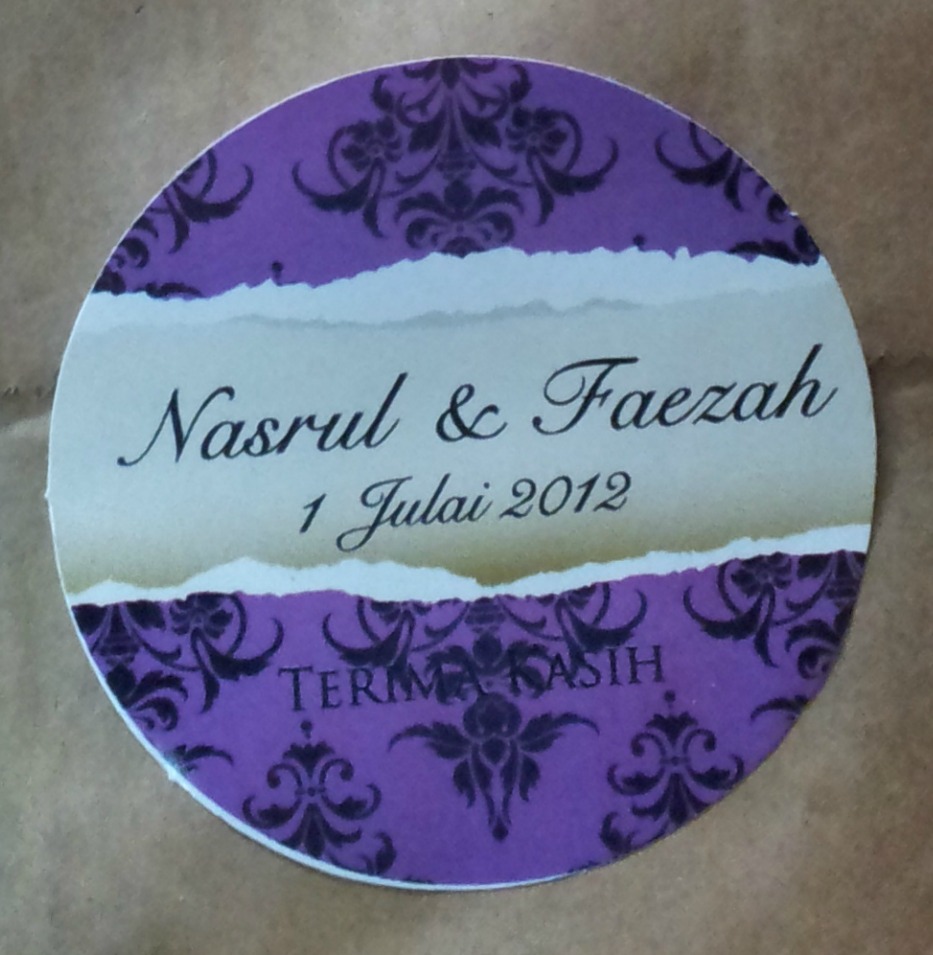 Nasrul & Faezah
1 Julai 2012
TERIMA KASIH